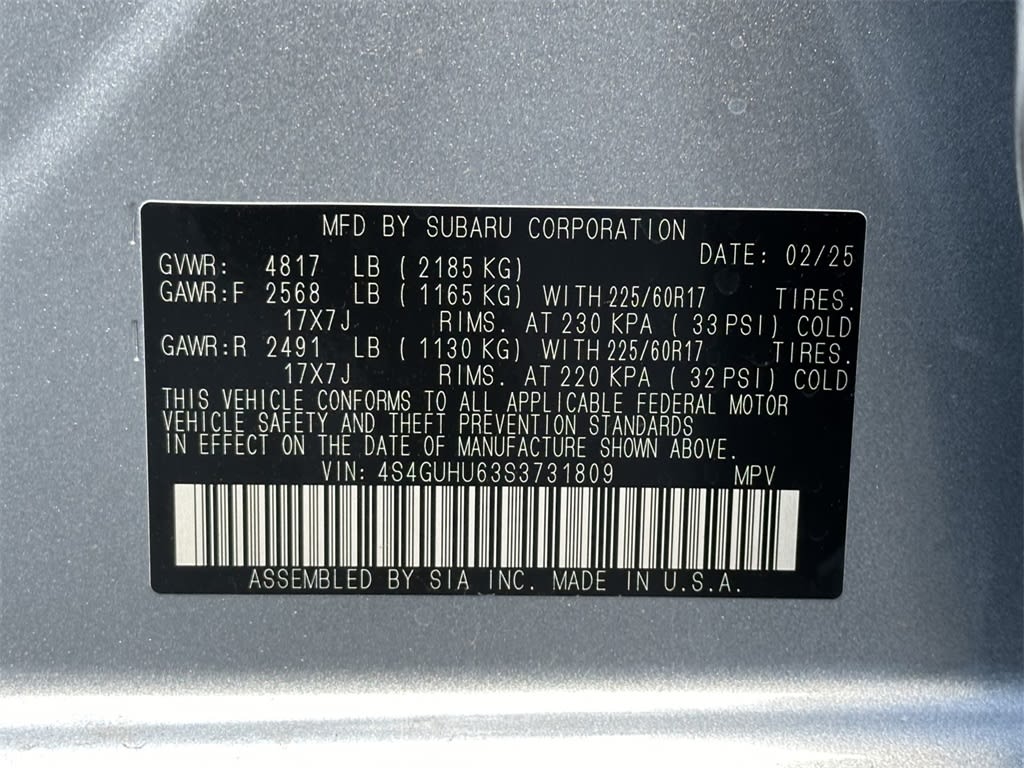 MFD BY SUBARU CORPORATION
DATE: 02/25
GVWR: 4817 LB ( 2185 KG)
GAWR:F 2568 LB ( 1165 KG) WITH 225/60R17 TIRES.
17X7J RIMS. AT 230 KPA ( 33 PSI) COLD
GAWR:R 2491 LB ( 1130 KG) WITH 225/60R17 TIRES.
17X7J RIMS. AT 220 KPA ( 32 PSI) COLD
THIS VEHICLE CONFORMS TO ALL APPLICABLE FEDERAL MOTOR
VEHICLE SAFETY AND THEFT PREVENTION STANDARDS
IN EFFECT ON THE DATE OF MANUFACTURE SHOWN ABOVE.
VIN: 4S4GUHU63S3731809 MPV
ASSEMBLED BY SIA INC. MADE IN U.S.A.